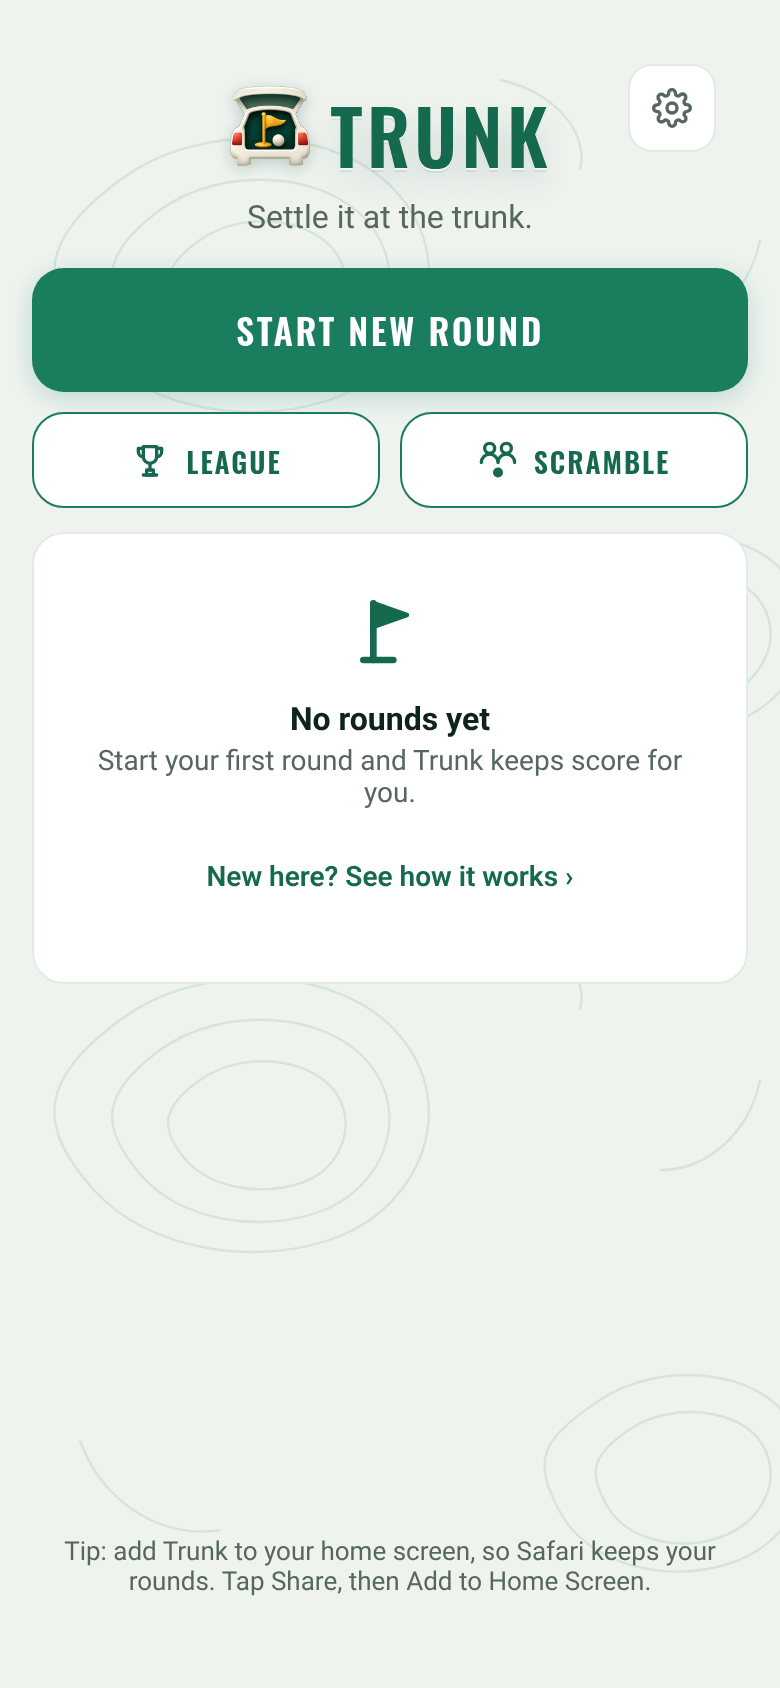 TRUNK
Settle it at the trunk.
START NEW ROUND
LEAGUE
SCRAMBLE
No rounds yet
Start your first round and Trunk keeps score for
you.
New here? See how it works ›
Tip: add Trunk to your home screen, so Safari keeps your
rounds. Tap Share, then Add to Home Screen.